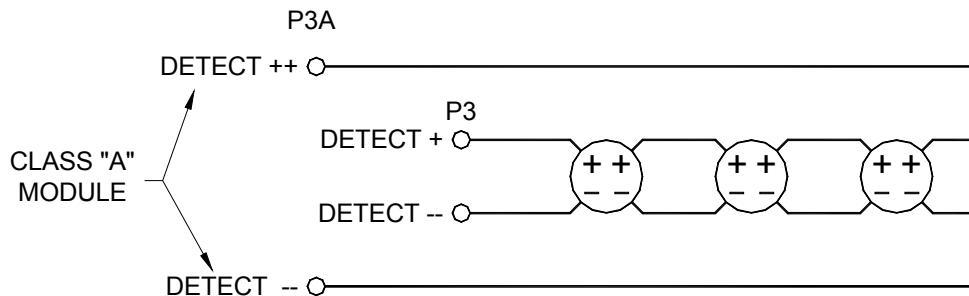 P3A
DETECT ++
P3
DETECT +
CLASS "A"
MODULE
+ + + + + +
– – – – – –
DETECT --
DETECT --